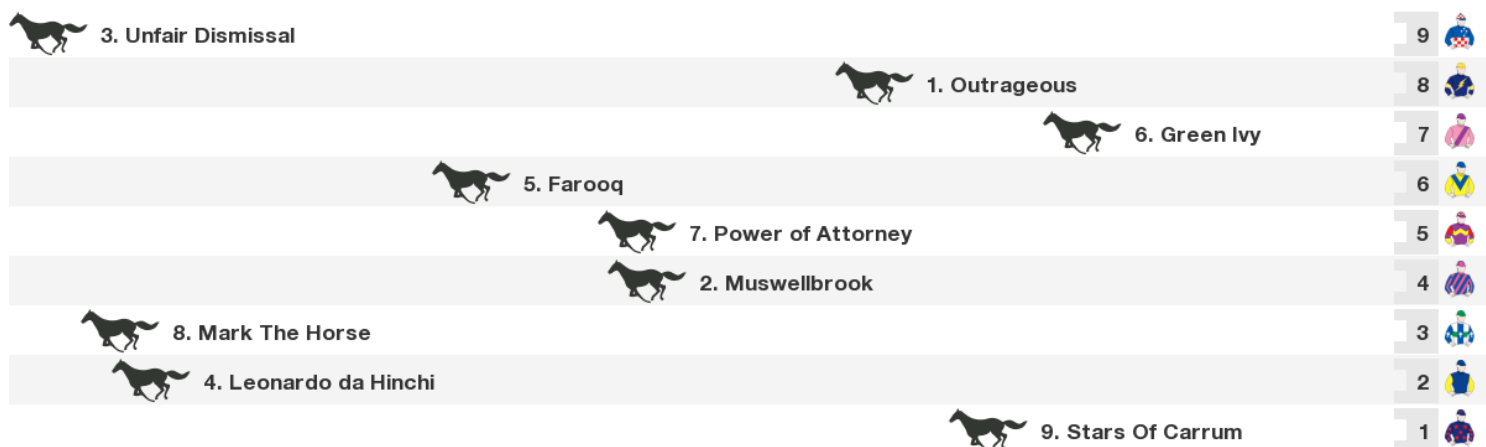 3. Unfair Dismissal 9
1. Outrageous 8
6. Green Ivy 7
5. Farooq 6
7. Power of Attorney 5
2. Muswellbrook 4
8. Mark The Horse 3
4. Leonardo da Hinchi 2
9. Stars Of Carrum 1